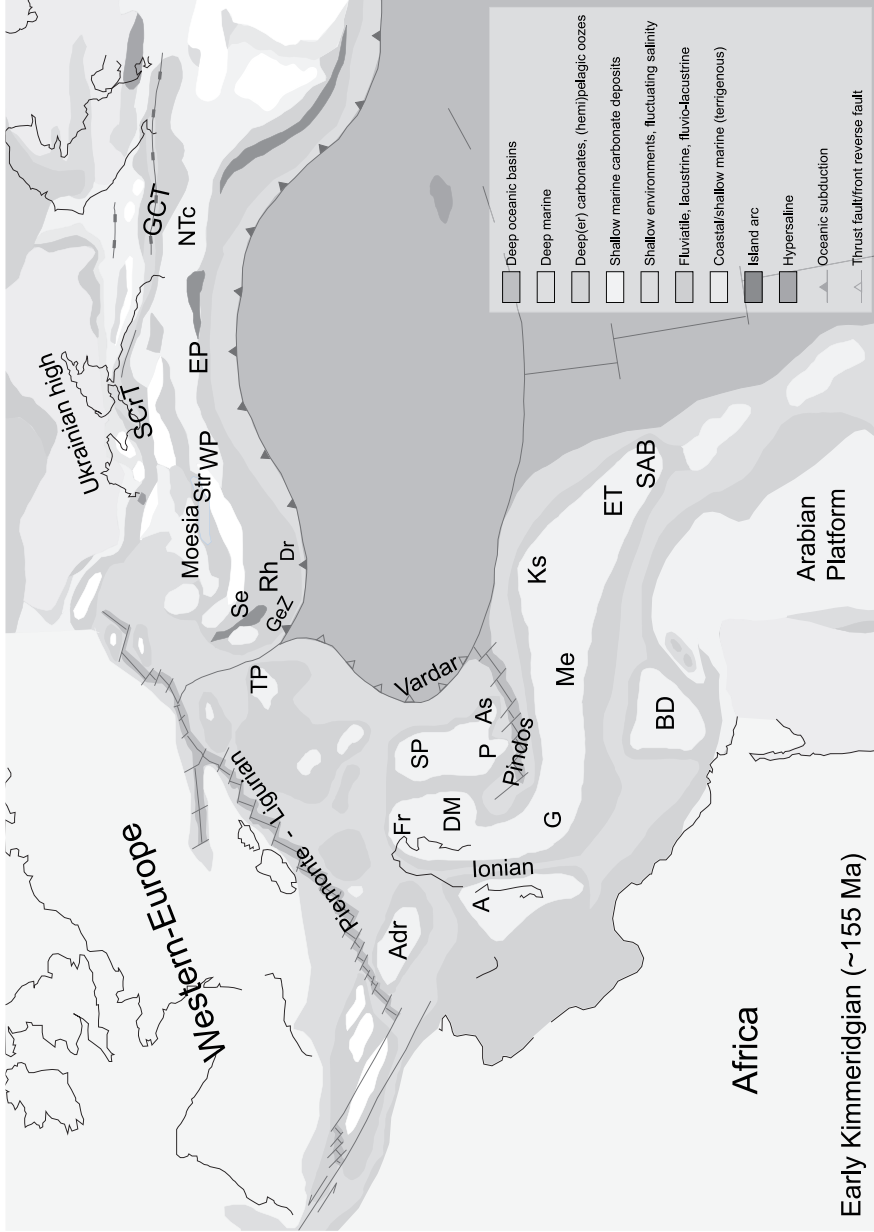 Early Kimmeridgian (~155 Ma)
Western-Europe
Africa
Arabian
Platform
Ukrainian high
Piemonte - Ligurian
Ionian
Pindos
Vardar
Moesia
Adr
A
Fr
DM
G
SP
P
As
TP
Me
Ks
BD
ET
SAB
Se
GeZ
Rh
Dr
Str
WP
EP
SCrT
GCT
NTc
Deep oceanic basins
Deep marine
Deep(er) carbonates, (hemi)pelagic oozes
Shallow marine carbonate deposits
Shallow environments, fluctuating salinity
Fluviatile, lacustrine, fluvio-lacustrine
Coastal/shallow marine (terrigenous)
Island arc
Hypersaline
Oceanic subduction
Thrust fault/front reverse fault